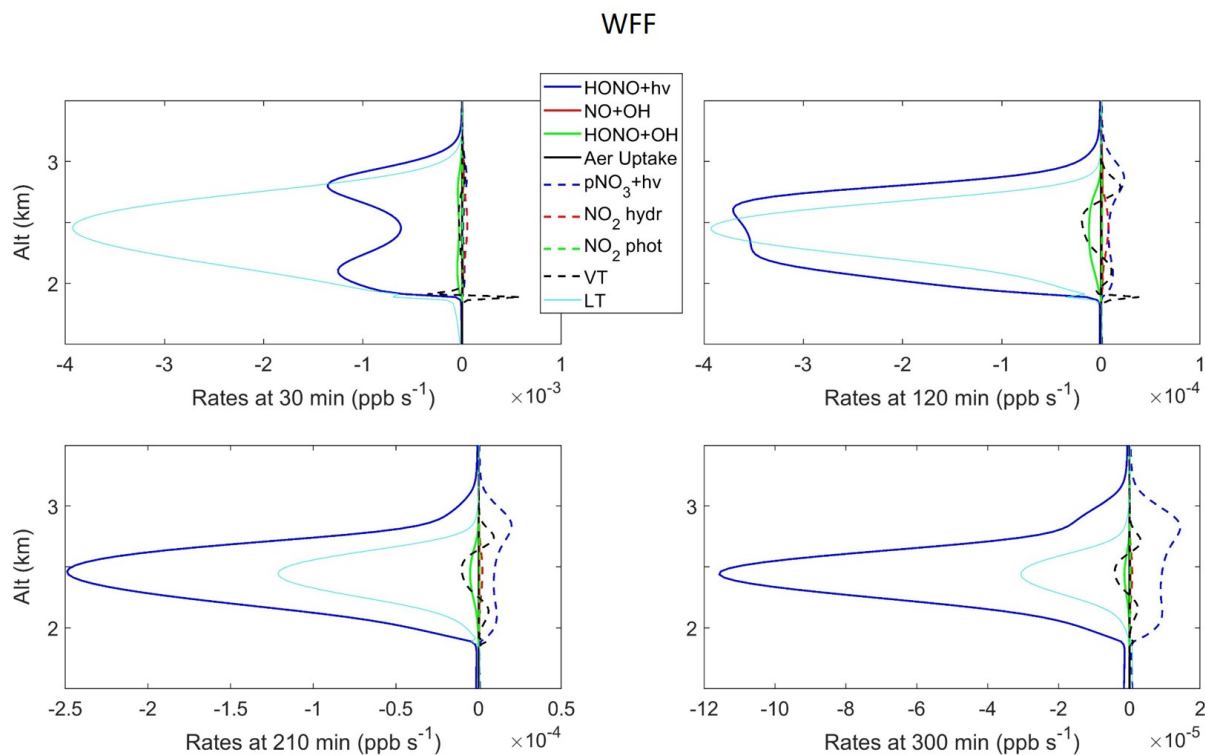 WFF
HONO+hv
NO+OH
HONO+OH
Aer Uptake
pNO3+hv
NO2 hydr
NO2 phot
VT
LT
Alt (km)
3
2
-4 -3 -2 -1 0 1
Rates at 30 min (ppb s-1) ×10-3
3
2
-4 -3 -2 -1 0 1
Rates at 120 min (ppb s-1) ×10-4
Alt (km)
3
2
-2.5 -2 -1.5 -1 -0.5 0 0.5
Rates at 210 min (ppb s-1) ×10-4
3
2
-12 -10 -8 -6 -4 -2 0 2
Rates at 300 min (ppb s-1) ×10-5